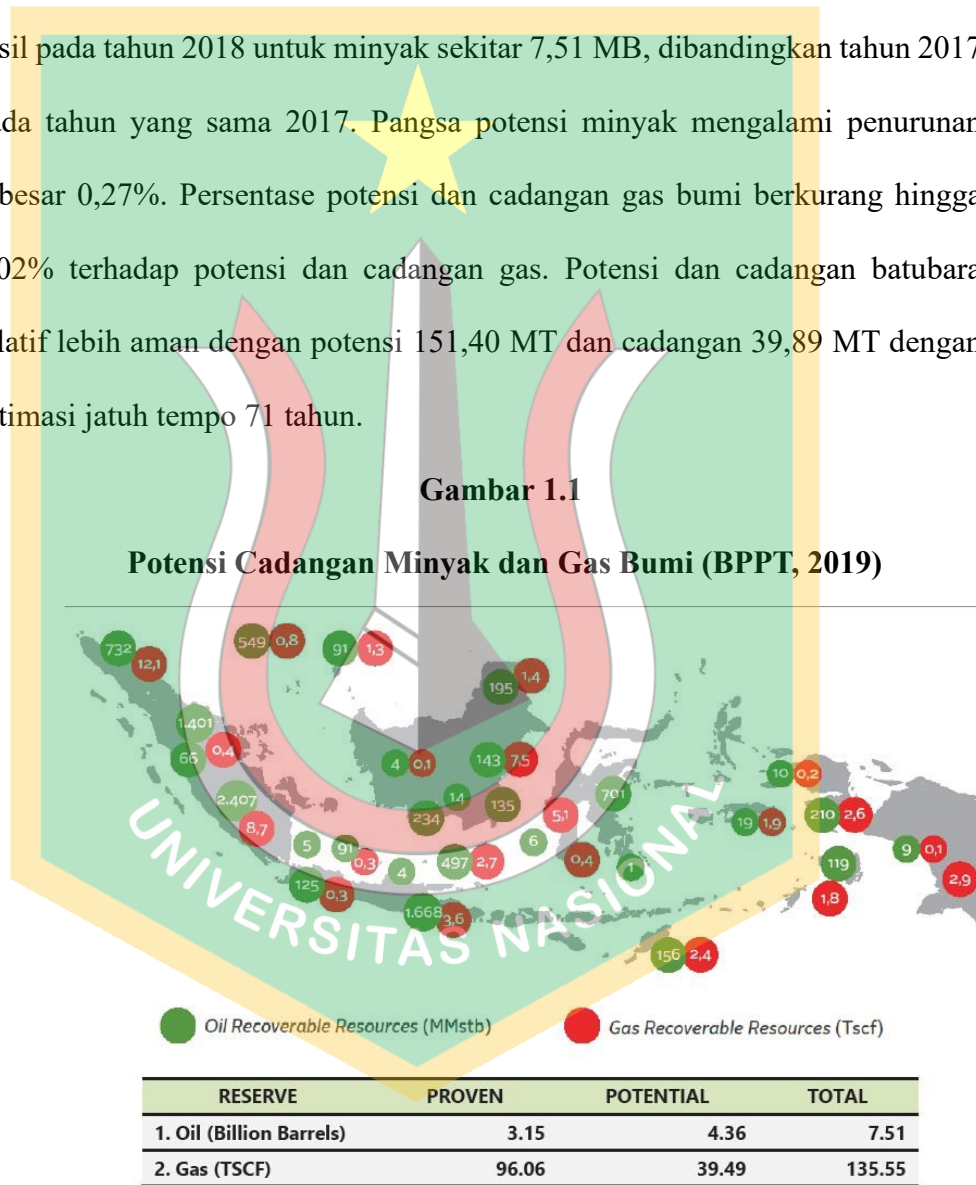 sil pada tahun 2018 untuk minyak sekitar 7,51 MB, dibandingkan tahun 2017
da tahun yang sama 2017. Pangsa potensi minyak mengalami penurunan
besar 0,27%. Persentase potensi dan cadangan gas bumi berkurang hingga
02% terhadap potensi dan cadangan gas. Potensi dan cadangan batubara
latif lebih aman dengan potensi 151,40 MT dan cadangan 39,89 MT dengan
timasi jatuh tempo 71 tahun.
Gambar 1.1
Potensi Cadangan Minyak dan Gas Bumi (BPPT, 2019)
732 12,1
549 0,8
91 1,3
195 1,4
1.401
66 0,4
4 0,1
143 7,5
10 0,2
2.407
8,7
14
234
135
5,1
701
19 1,9
210 2,6
5
91
0,3
4
497 2,7
6
0,4
1
119
9 0,1
125 0,3
1.668 3,6
1,8
2,9
156 2,4
UNIVERSITAS NASIONAL
Oil Recoverable Resources (MMstb)
Gas Recoverable Resources (Tscf)
RESERVE PROVEN POTENTIAL TOTAL
1. Oil (Billion Barrels) 3.15 4.36 7.51
2. Gas (TSCF) 96.06 39.49 135.55